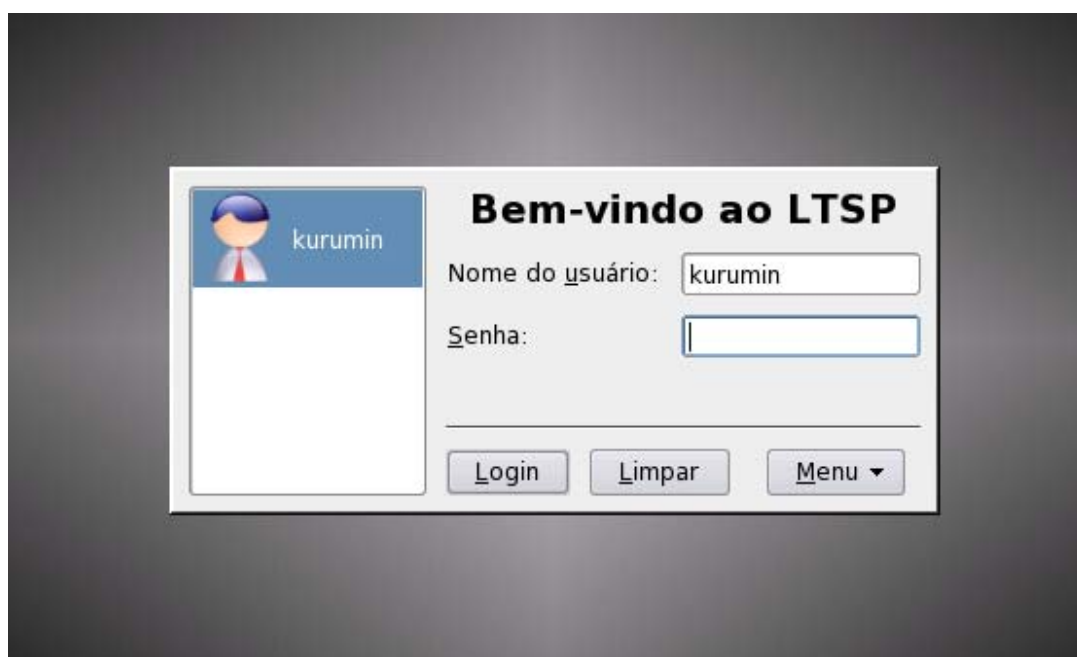 kurumin
Bem-vindo ao LTSP
Nome do usuário: kurumin
Senha:
Login Limpar Menu